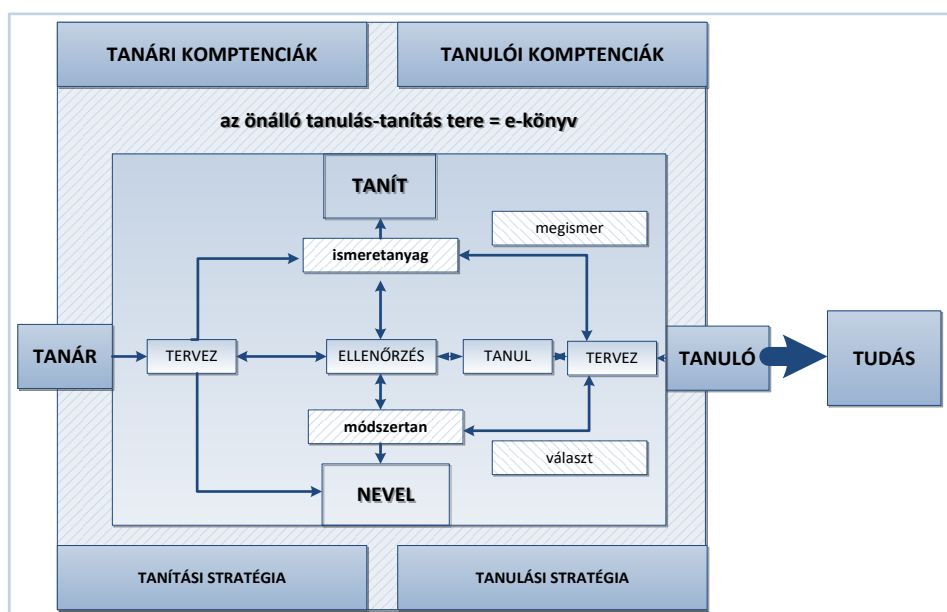 TANÁRI KOMPTENCIÁK
TANULÓI KOMPTENCIÁK
az önálló tanulás-tanítás tere = e-könyv
TANÍT
megismer
ismeretanyag
TANÁR
TERVEZ
ELLENŐRZÉS
TANUL
TERVEZ
TANULÓ
TUDÁS
módszertan
választ
NEVEL
TANÍTÁSI STRATÉGIA
TANULÁSI STRATÉGIA